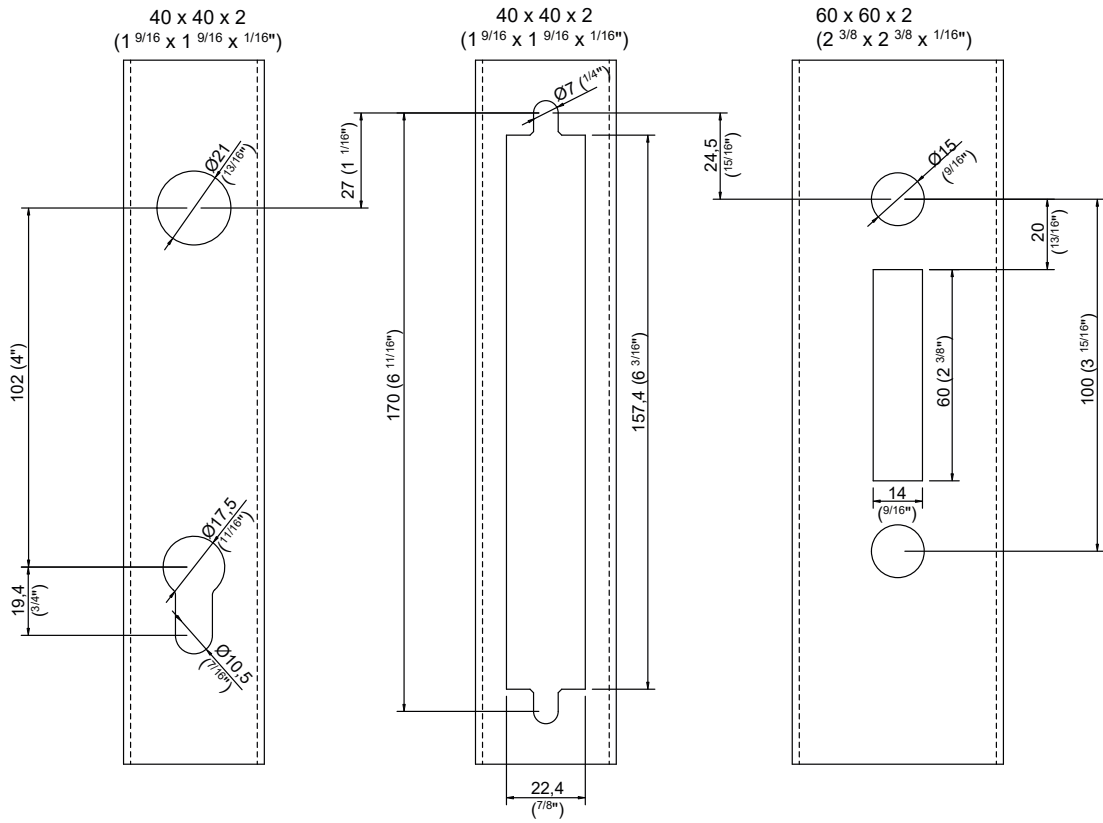 40 x 40 x 2
(1 9/16 x 1 9/16 x 1/16")
40 x 40 x 2
(1 9/16 x 1 9/16 x 1/16")
60 x 60 x 2
(2 3/8 x 2 3/8 x 1/16")
Ø21
(13/16")
102 (4")
Ø17,5
(11/16")
19,4
(3/4")
Ø10,5
(7/16")
27 (1 1/16")
Ø7 (1/4")
170 (6 11/16")
157,4 (6 3/16")
22,4
(7/8")
24,5
(15/16")
Ø15
(9/16")
20
(13/16")
60 (2 3/8")
100 (3 15/16")
14
(9/16")